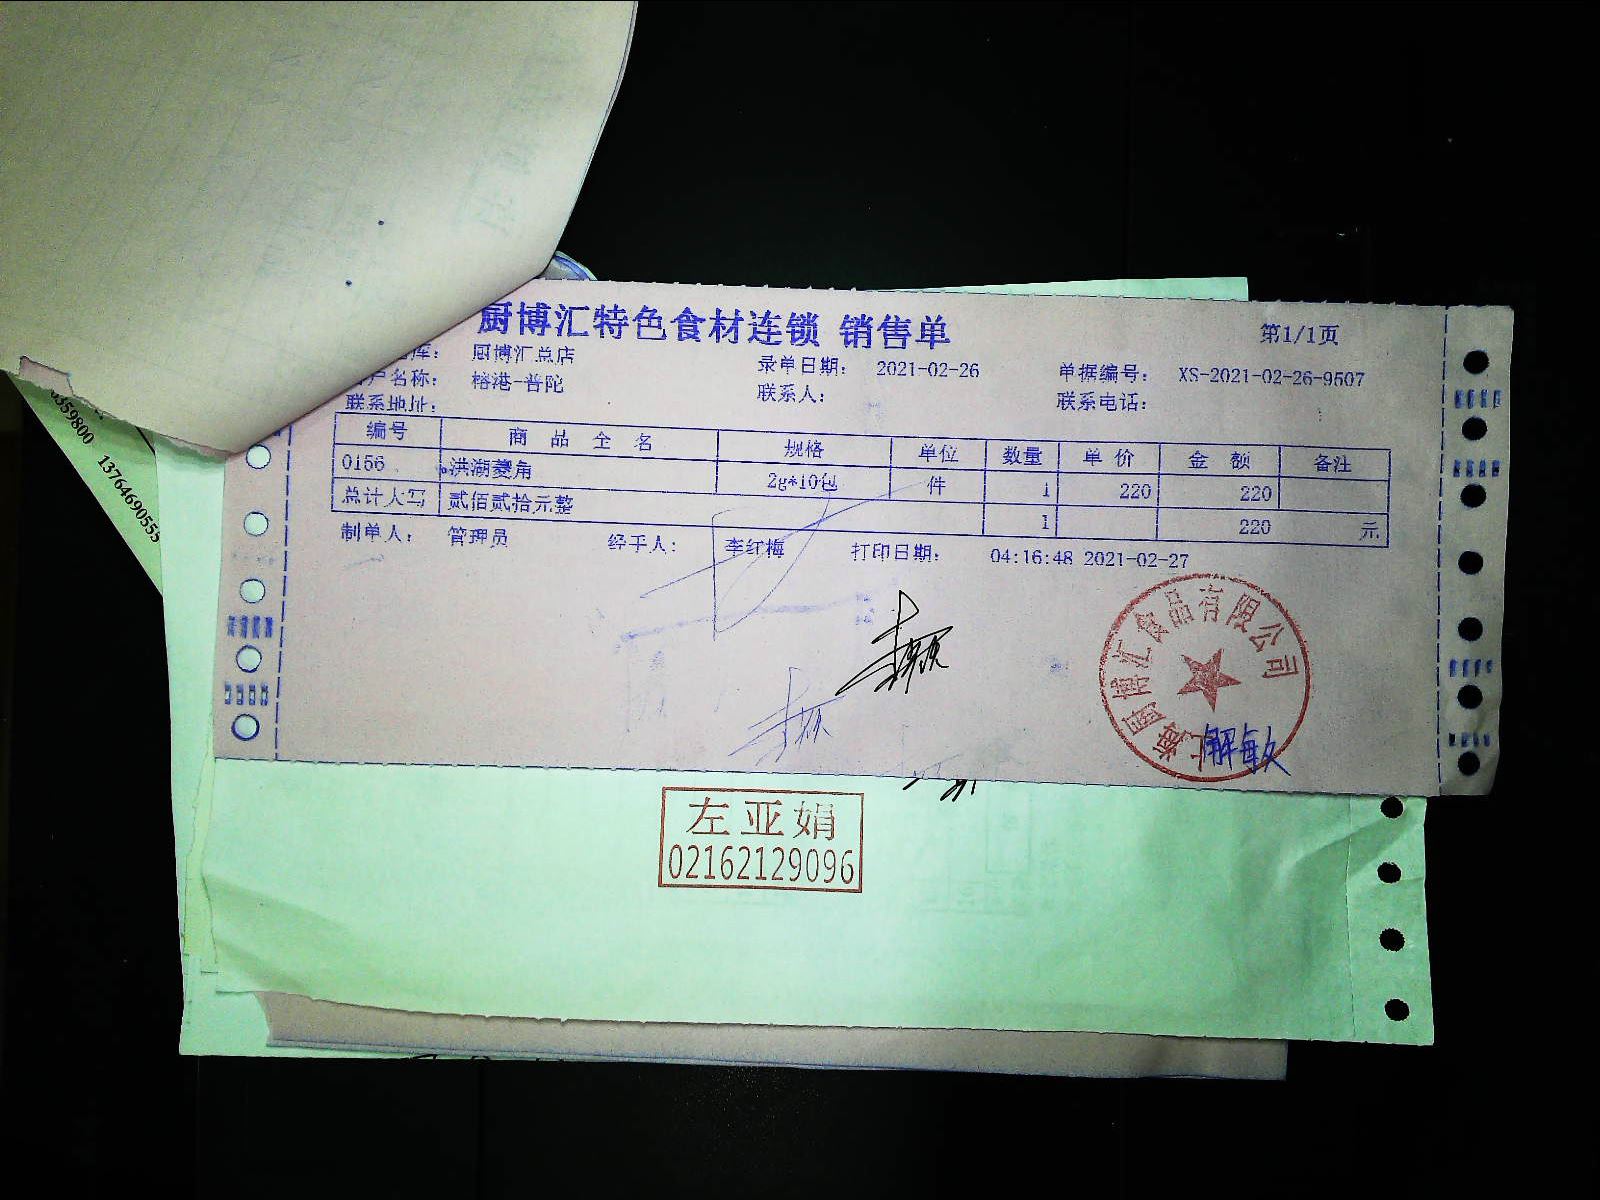 厨博汇特色食材连锁 销售单
第1/1页
库： 厨博汇总店
录单日期： 2021-02-26
单据编号： XS-2021-02-26-9507
户名称： 榕港-普陀
联系人：
联系电话：
联系地址：
编号 商品全名 规格 单位 数量 单价 金额 备注
0156 洪湖菱角 2g*10包 件 1 220 220
总计大写 贰佰贰拾元整 1 220 元
制单人： 管理员 经手人： 李红梅 打印日期： 04:16:48 2021-02-27
上海厨博汇食品有限公司
解敏
左亚娟
02162129096
359800 13764690555